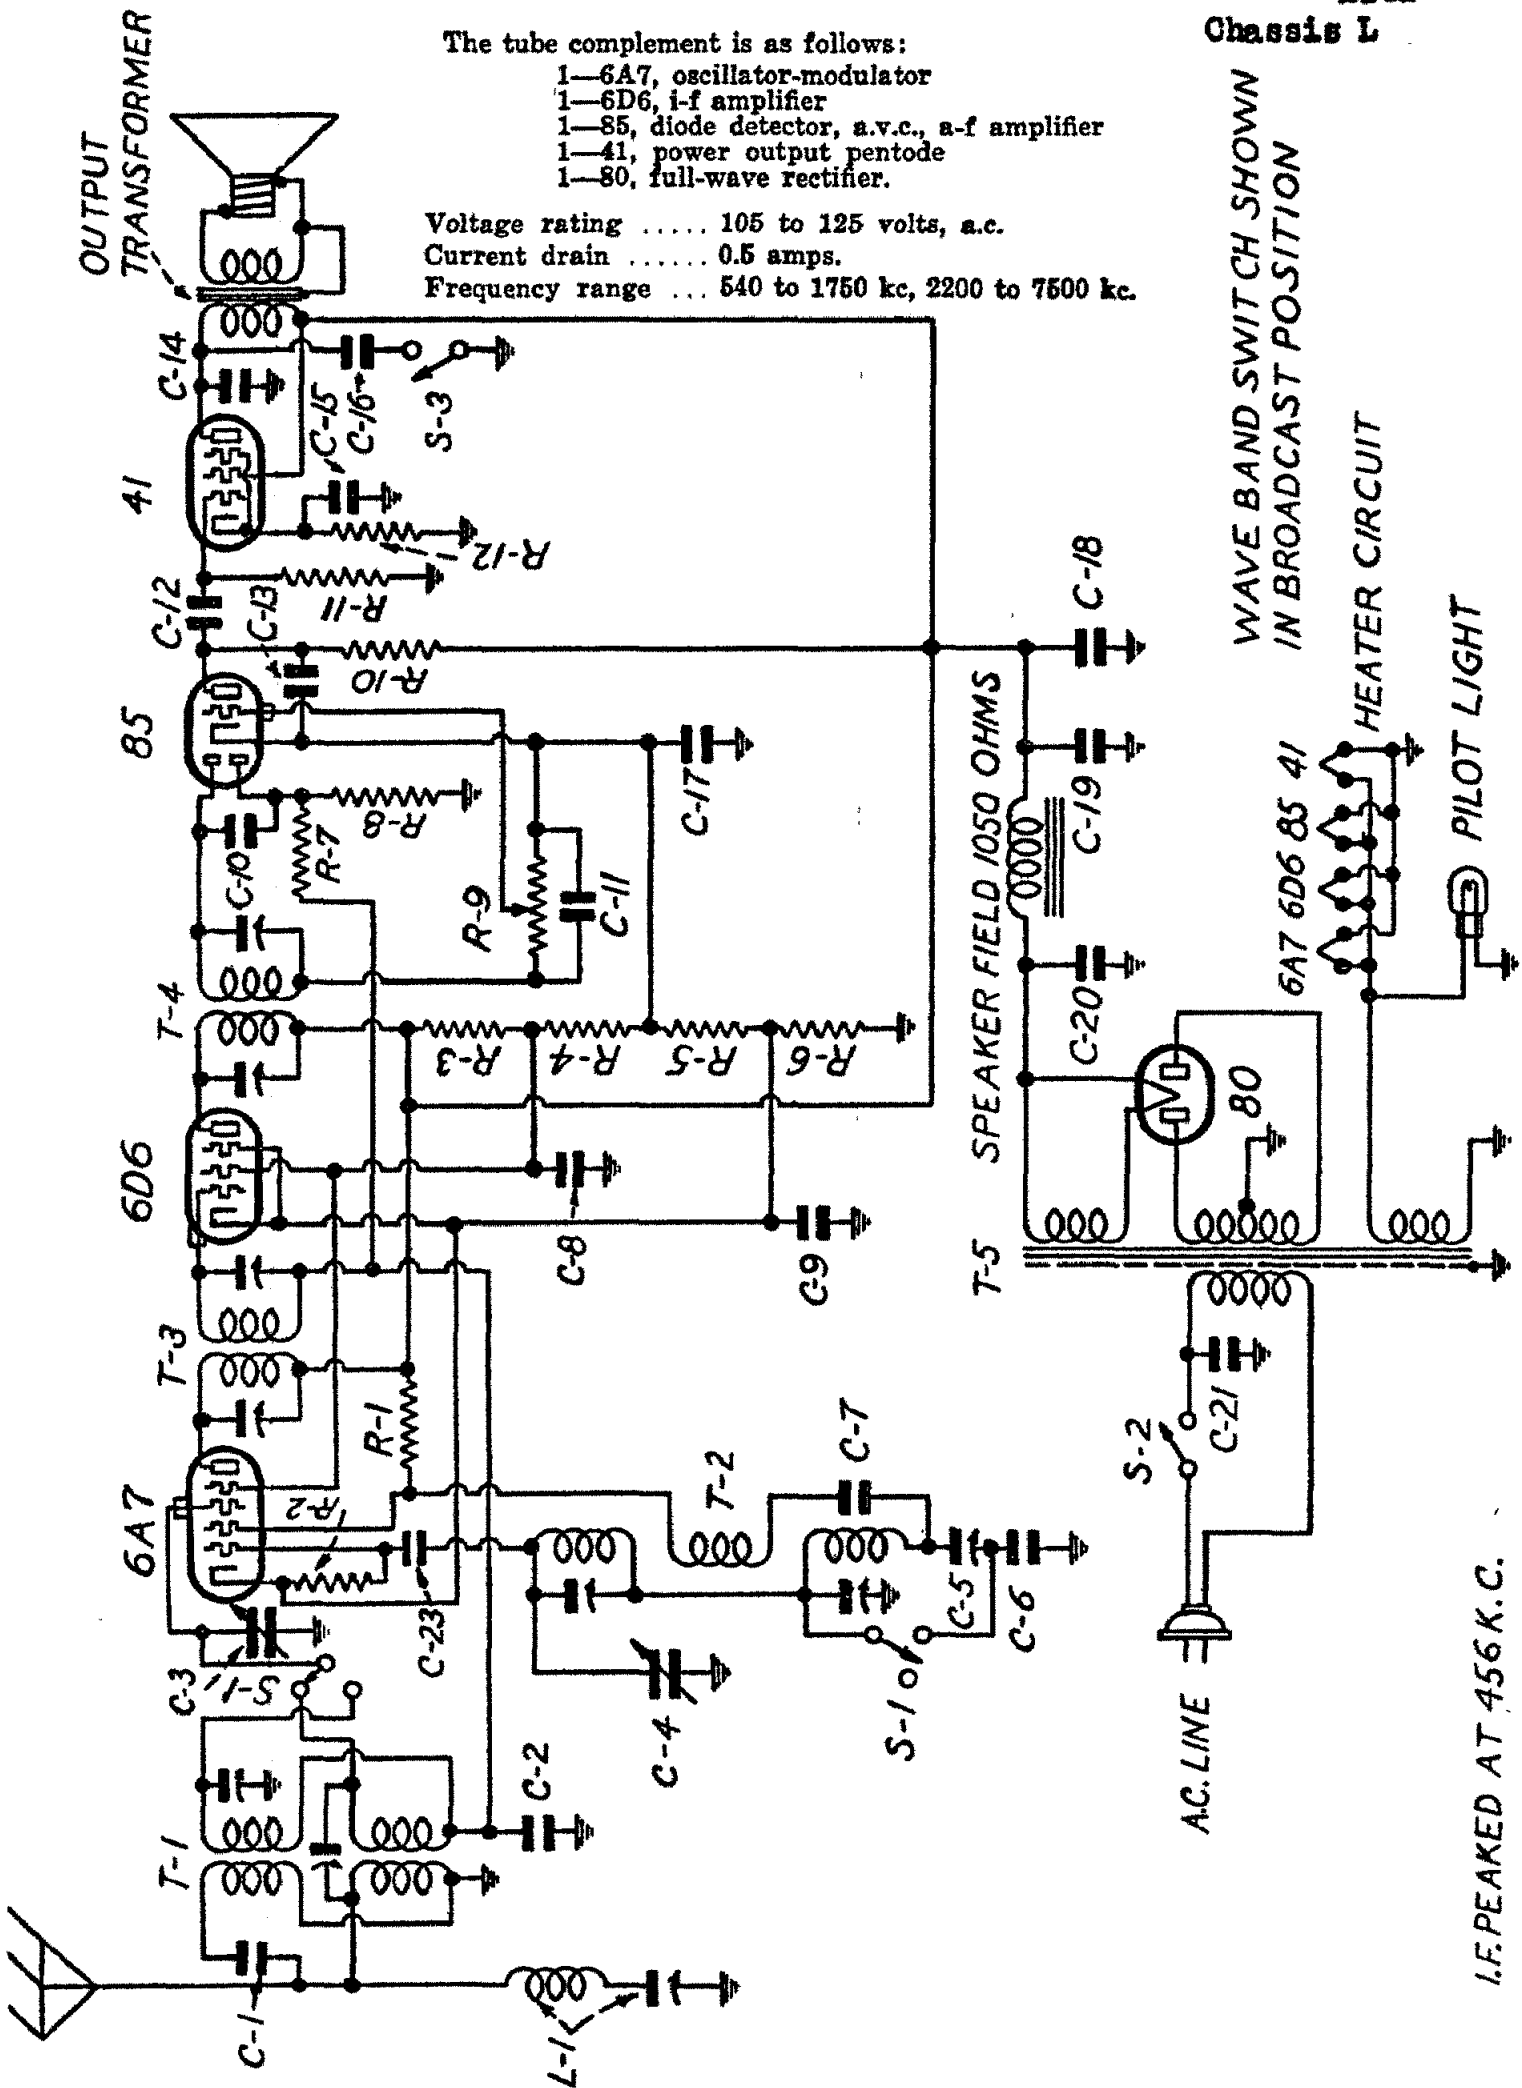 Chassis L
The tube complement is as follows:
1—6A7, oscillator-modulator
1—6D6, i-f amplifier
1—85, diode detector, a.v.c., a-f amplifier
1—41, power output pentode
1—80, full-wave rectifier.
Voltage rating ..... 105 to 125 volts, a.c.
Current drain ...... 0.5 amps.
Frequency range ... 540 to 1750 kc, 2200 to 7500 kc.
OUTPUT
TRANSFORMER
WAVE BAND SWITCH SHOWN
IN BROADCAST POSITION
6A7
6D6
85
41
T-1
C-3
S-1
R-2
T-3
T-4
C-10
R-7
R-8
C-12
C-13
R-10
R-11
R-12
C-14
C-15
C-16
S-3
C-1
L-1
C-2
C-23
R-1
C-4
S-1
T-2
C-7
C-5
C-6
C-8
C-9
R-3
R-4
R-5
R-6
R-9
C-11
C-17
SPEAKER FIELD 1050 OHMS
C-18
C-19
C-20
80
T-5
S-2
C-21
A.C. LINE
6A7 6D6 85 41
HEATER CIRCUIT
PILOT LIGHT
I.F. PEAKED AT 456 K.C.